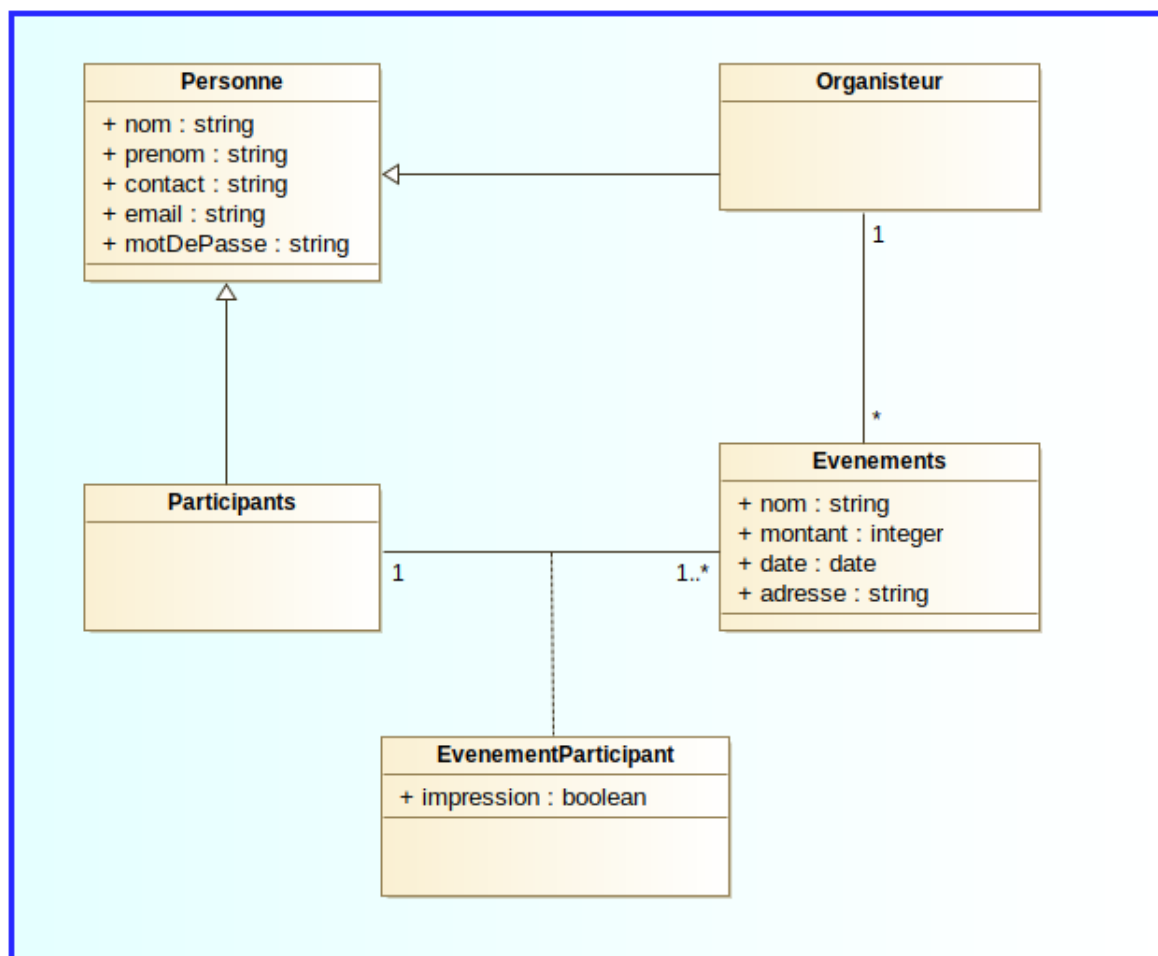 Personne
+ nom : string
+ prenom : string
+ contact : string
+ email : string
+ motDePasse : string
Organisteur
1
*
Evenements
+ nom : string
+ montant : integer
+ date : date
+ adresse : string
Participants
1
1..*
EvenementParticipant
+ impression : boolean